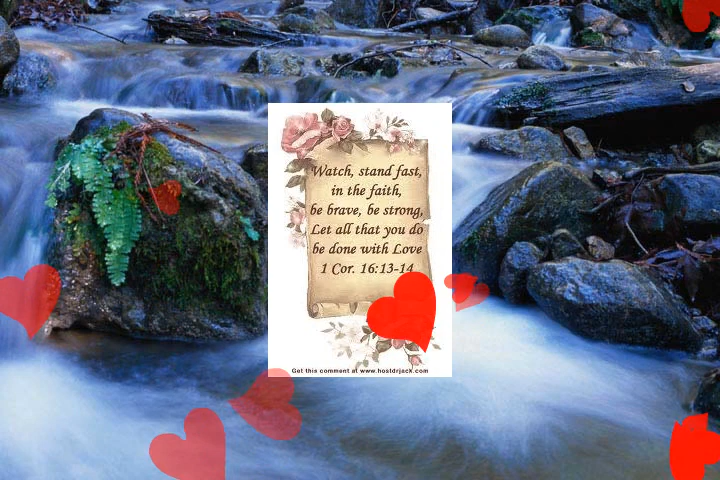 Watch, stand fast,
in the faith,
be brave, be strong,
Let all that you do
be done with Love
1 Cor. 16:13-14
Get this comment at www.hostdrjack.com